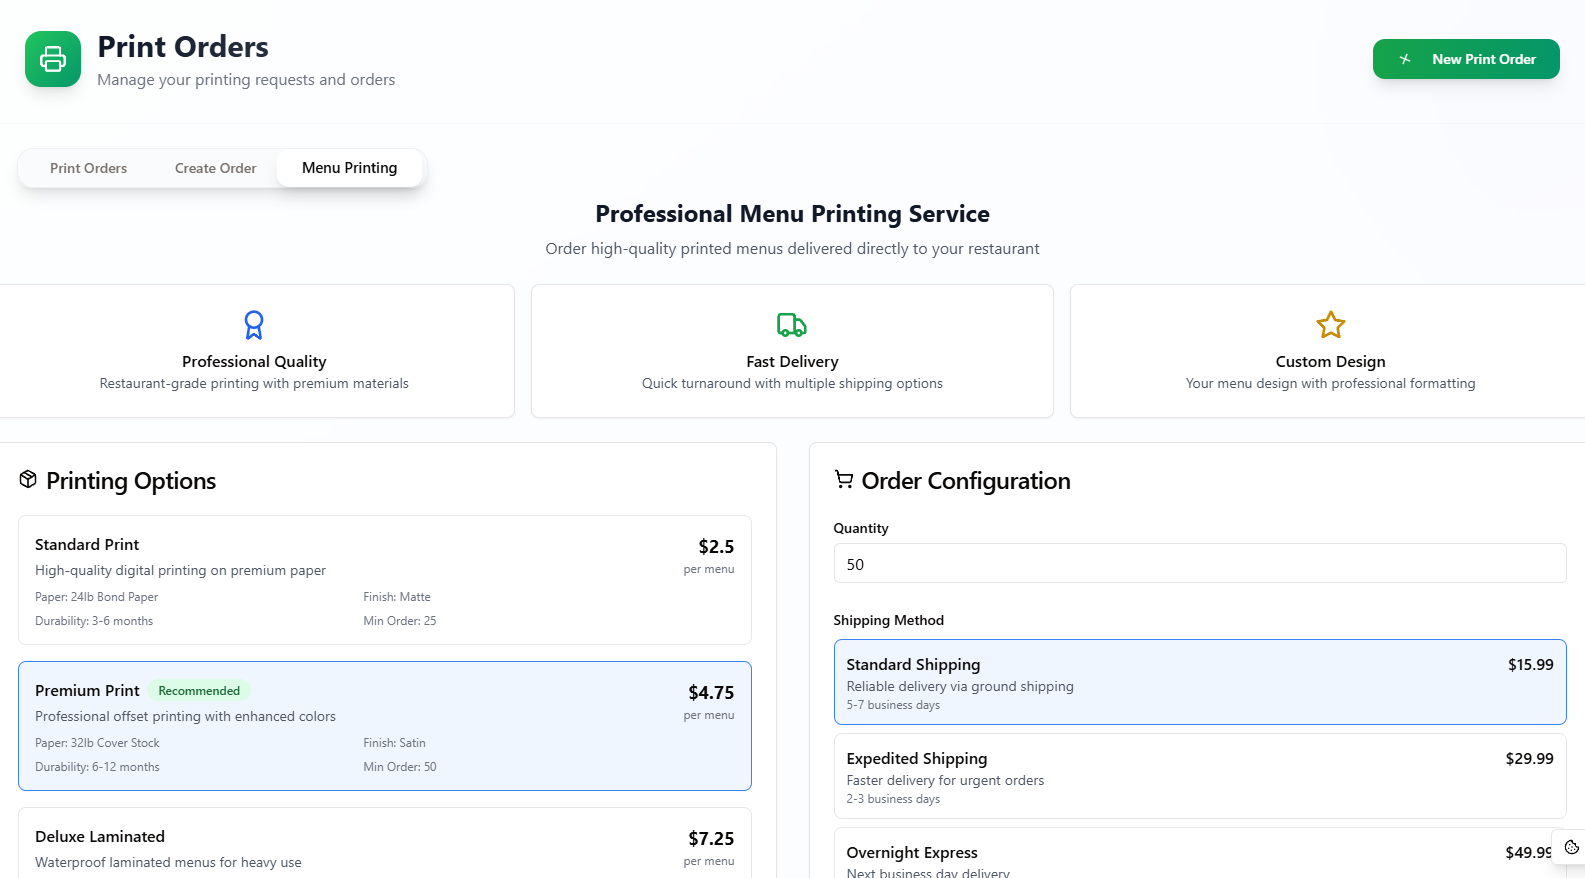 Print Orders
Manage your printing requests and orders
New Print Order
Print Orders
Create Order
Menu Printing
Professional Menu Printing Service
Order high-quality printed menus delivered directly to your restaurant
Professional Quality
Restaurant-grade printing with premium materials
Fast Delivery
Quick turnaround with multiple shipping options
Custom Design
Your menu design with professional formatting
Printing Options
Standard Print
$2.5
High-quality digital printing on premium paper
per menu
Paper: 24lb Bond Paper
Finish: Matte
Durability: 3-6 months
Min Order: 25
Premium Print
Recommended
$4.75
Professional offset printing with enhanced colors
per menu
Paper: 32lb Cover Stock
Finish: Satin
Durability: 6-12 months
Min Order: 50
Deluxe Laminated
$7.25
Waterproof laminated menus for heavy use
per menu
Order Configuration
Quantity
50
Shipping Method
Standard Shipping
$15.99
Reliable delivery via ground shipping
5-7 business days
Expedited Shipping
$29.99
Faster delivery for urgent orders
2-3 business days
Overnight Express
$49.99
Next business day delivery